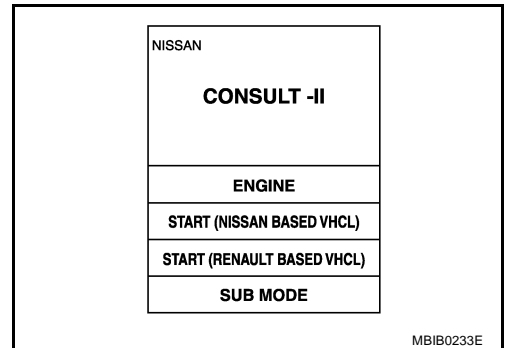 NISSAN
CONSULT -II
ENGINE
START (NISSAN BASED VHCL)
START (RENAULT BASED VHCL)
SUB MODE
MBIB0233E